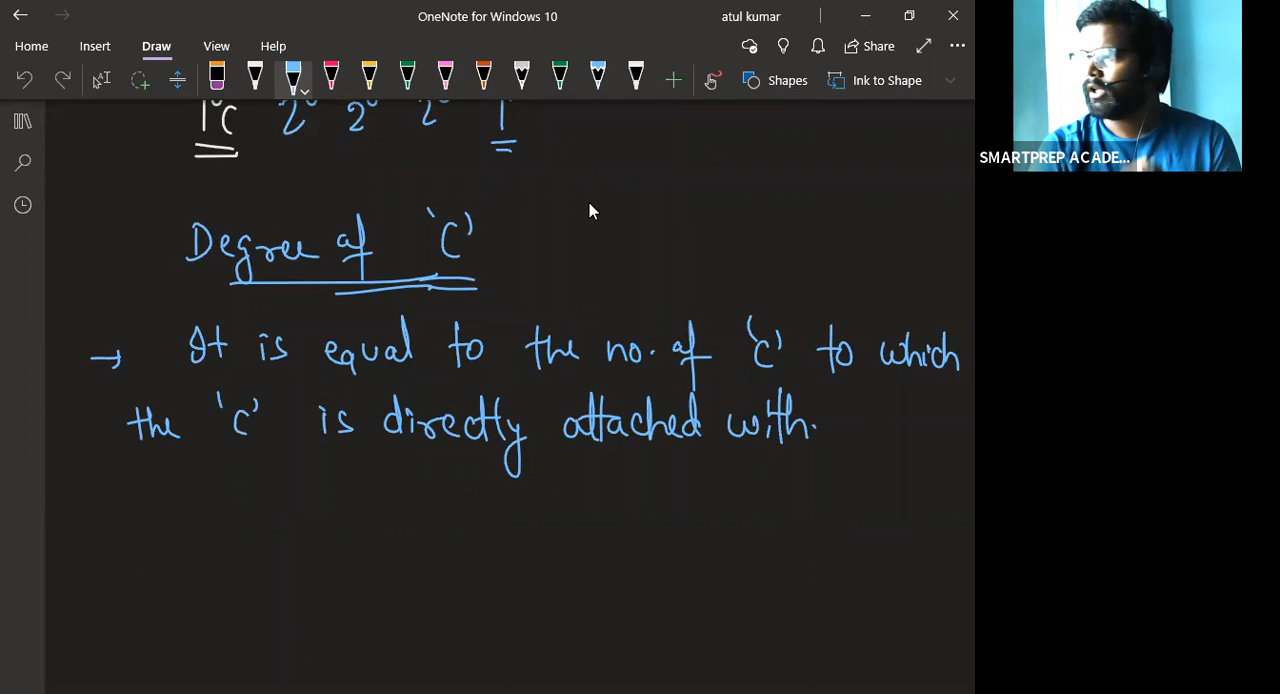 OneNote for Windows 10
atul kumar
Home Insert Draw View Help
Share
Shapes
Ink to Shape
1°C 2° 2° 2° 1°
SMARTPREP ACADE...
Degree of 'C'
→ It is equal to the no. of 'C' to which
the 'C' is directly attached with.